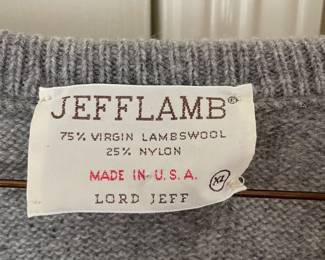 JEFFLAMB®
75% VIRGIN LAMBSWOOL
25% NYLON
MADE IN U.S.A.
XL
LORD JEFF